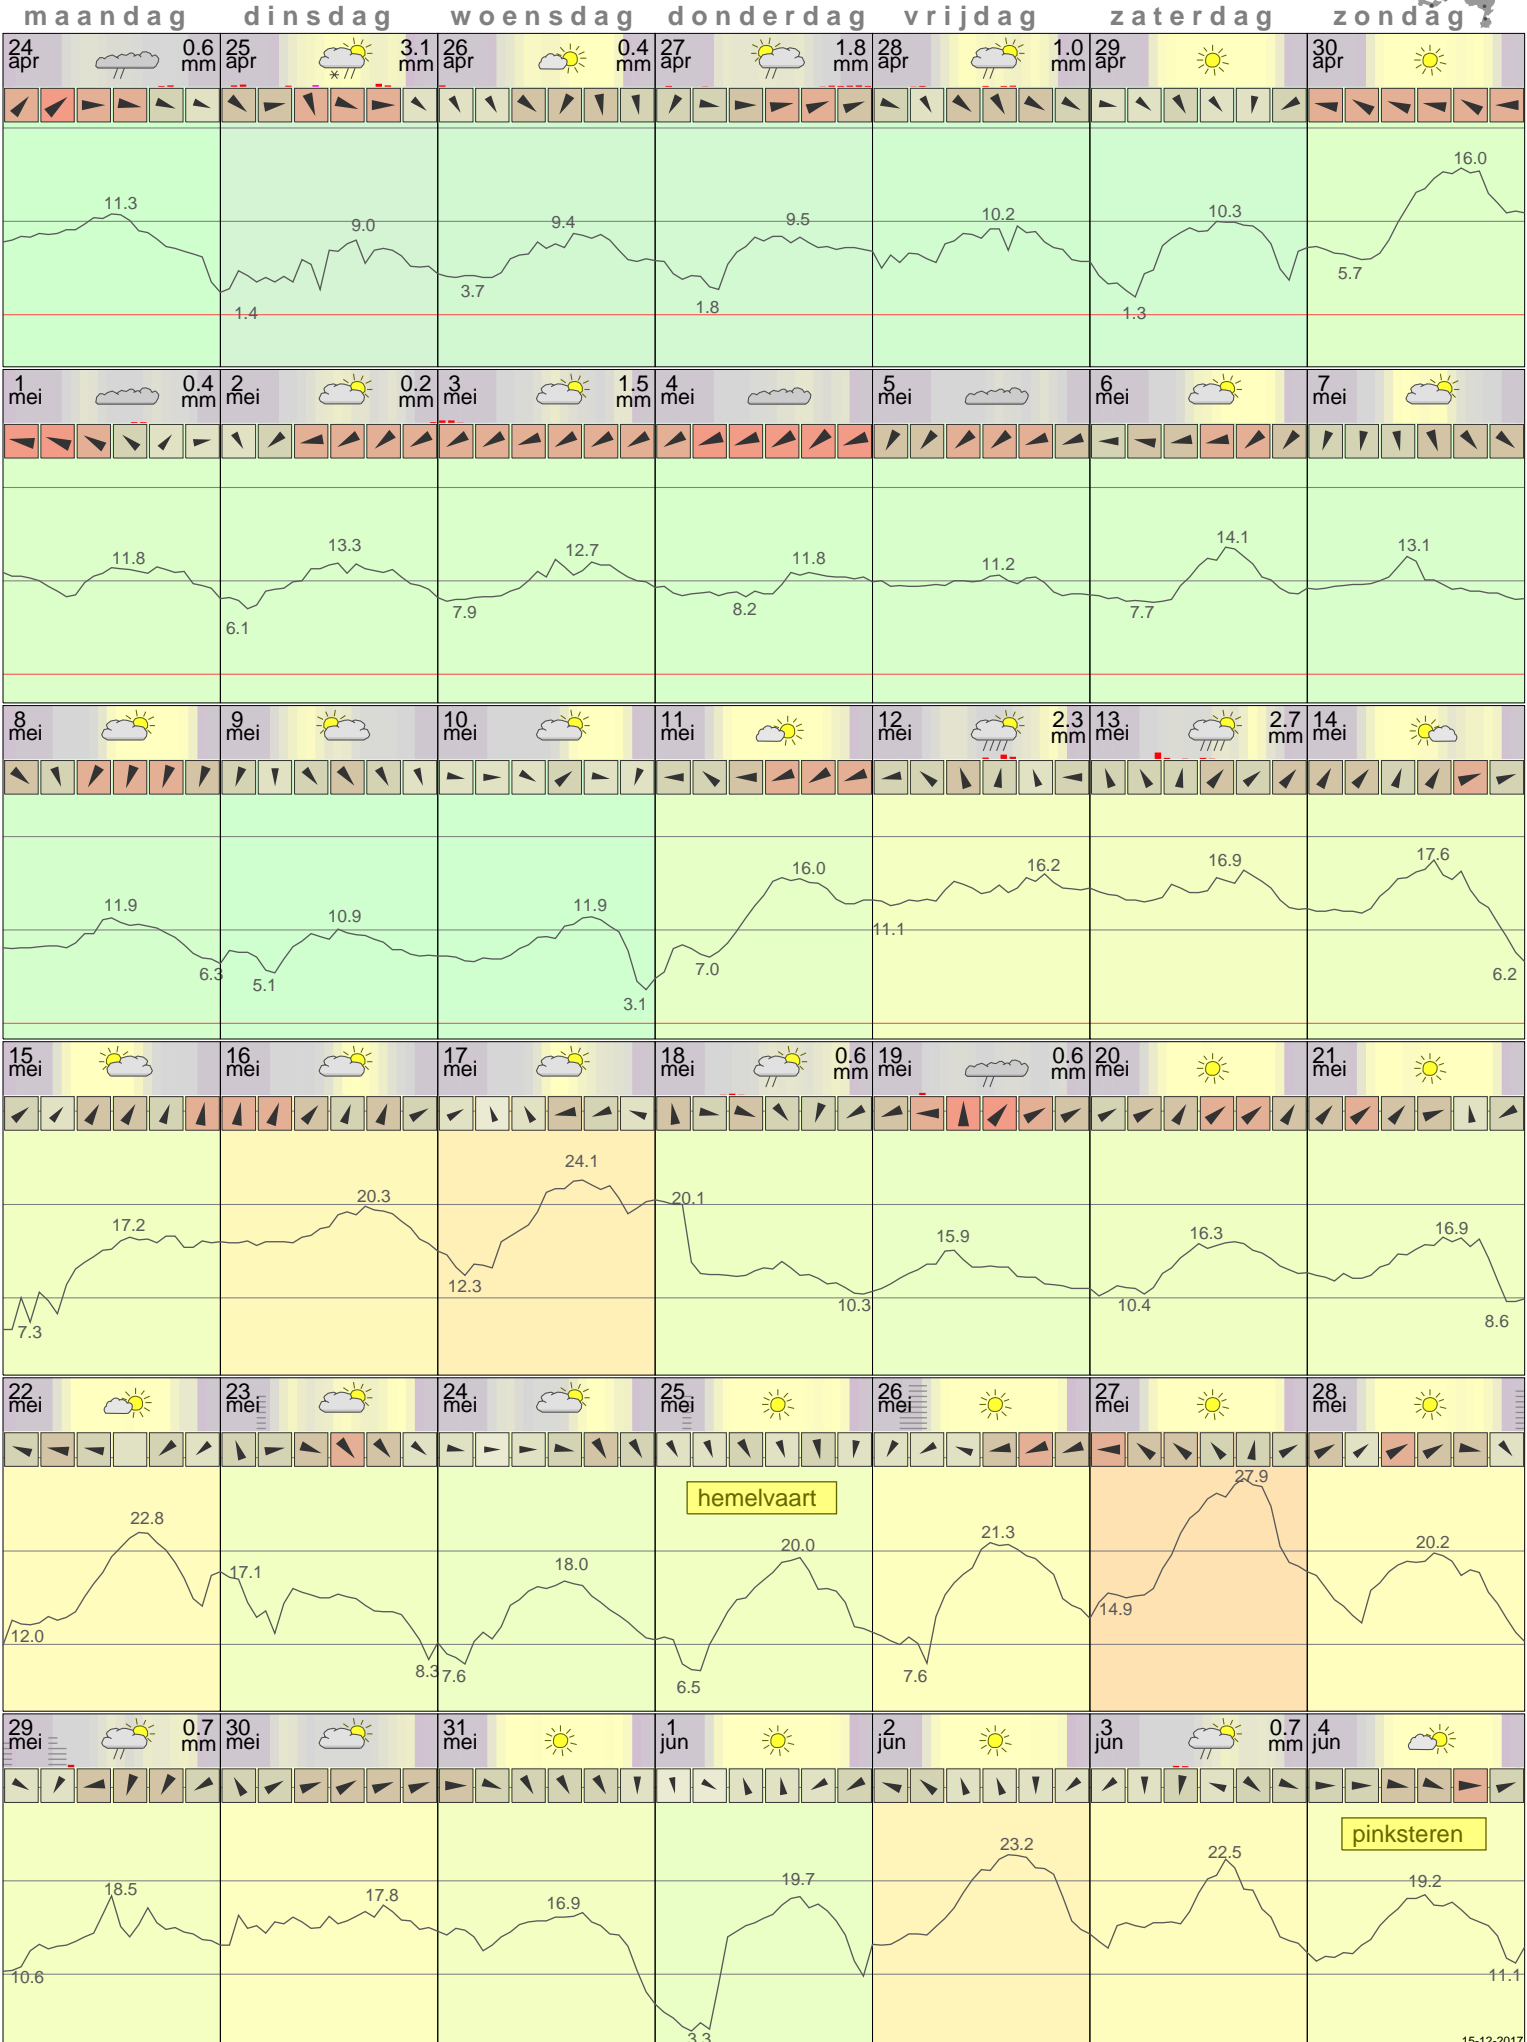 maandag dinsdag woensdag donderdag vrijdag zaterdag zondag
24 apr 0.6 mm 25 apr 3.1 mm 26 apr 0.4 mm 27 apr 1.8 mm 28 apr 1.0 mm 29 apr 30 apr
11.3 1.4 9.0 3.7 9.4 1.8 9.5 10.2 1.3 10.3 5.7 16.0
1 mei 0.4 mm 2 mei 0.2 mm 3 mei 1.5 mm 4 mei 5 mei 6 mei 7 mei
11.8 6.1 13.3 7.9 12.7 8.2 11.8 11.2 7.7 14.1 13.1
8 mei 9 mei 10 mei 11 mei 12 mei 2.3 mm 13 mei 2.7 mm 14 mei
11.9 6.3 5.1 10.9 11.9 3.1 7.0 16.0 11.1 16.2 16.9 17.6 6.2
15 mei 16 mei 17 mei 18 mei 0.6 mm 19 mei 0.6 mm 20 mei 21 mei
7.3 17.2 20.3 12.3 24.1 20.1 10.3 15.9 10.4 16.3 16.9 8.6
22 mei 23 mei 24 mei 25 mei 26 mei 27 mei 28 mei
hemelvaart
12.0 22.8 17.1 8.3 7.6 18.0 6.5 20.0 7.6 21.3 14.9 27.9 20.2
29 mei 0.7 mm 30 mei 31 mei 1 jun 2 jun 3 jun 0.7 mm 4 jun
pinksteren
10.6 18.5 17.8 16.9 3.3 19.7 23.2 22.5 19.2 11.1
15-12-2017